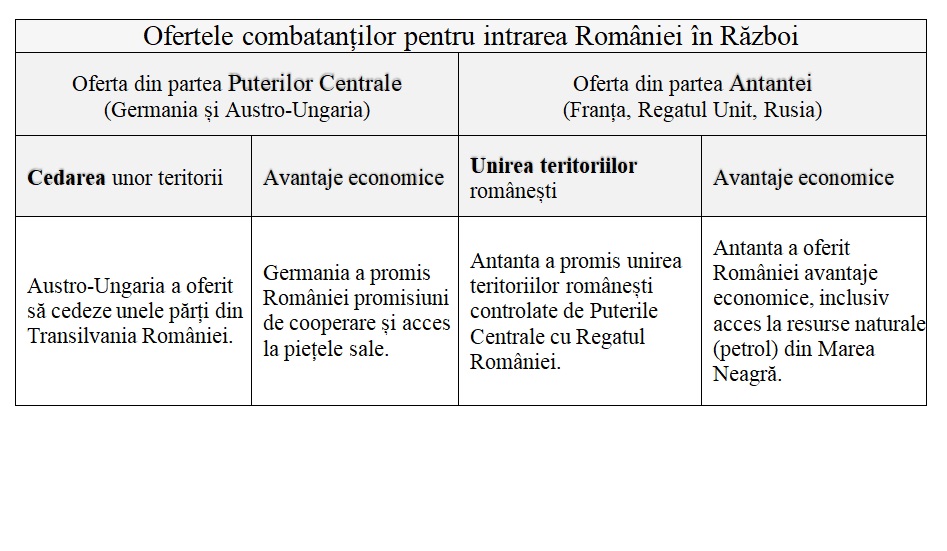 Ofertele combatanților pentru intrarea României în Război
Oferta din partea Puterilor Centrale
(Germania și Austro-Ungaria)
Oferta din partea Antantei
(Franța, Regatul Unit, Rusia)
Cedarea unor teritorii
Avantaje economice
Unirea teritoriilor
românești
Avantaje economice
Austro-Ungaria a oferit
să cedeze unele părți din
Transilvania României.
Germania a promis
României promisiuni
de cooperare și acces
la piețele sale.
Antanta a promis unirea
teritoriilor românești
controlate de Puterile
Centrale cu Regatul
României.
Antanta a oferit
României avantaje
economice, inclusiv
acces la resurse naturale
(petrol) din Marea
Neagră.